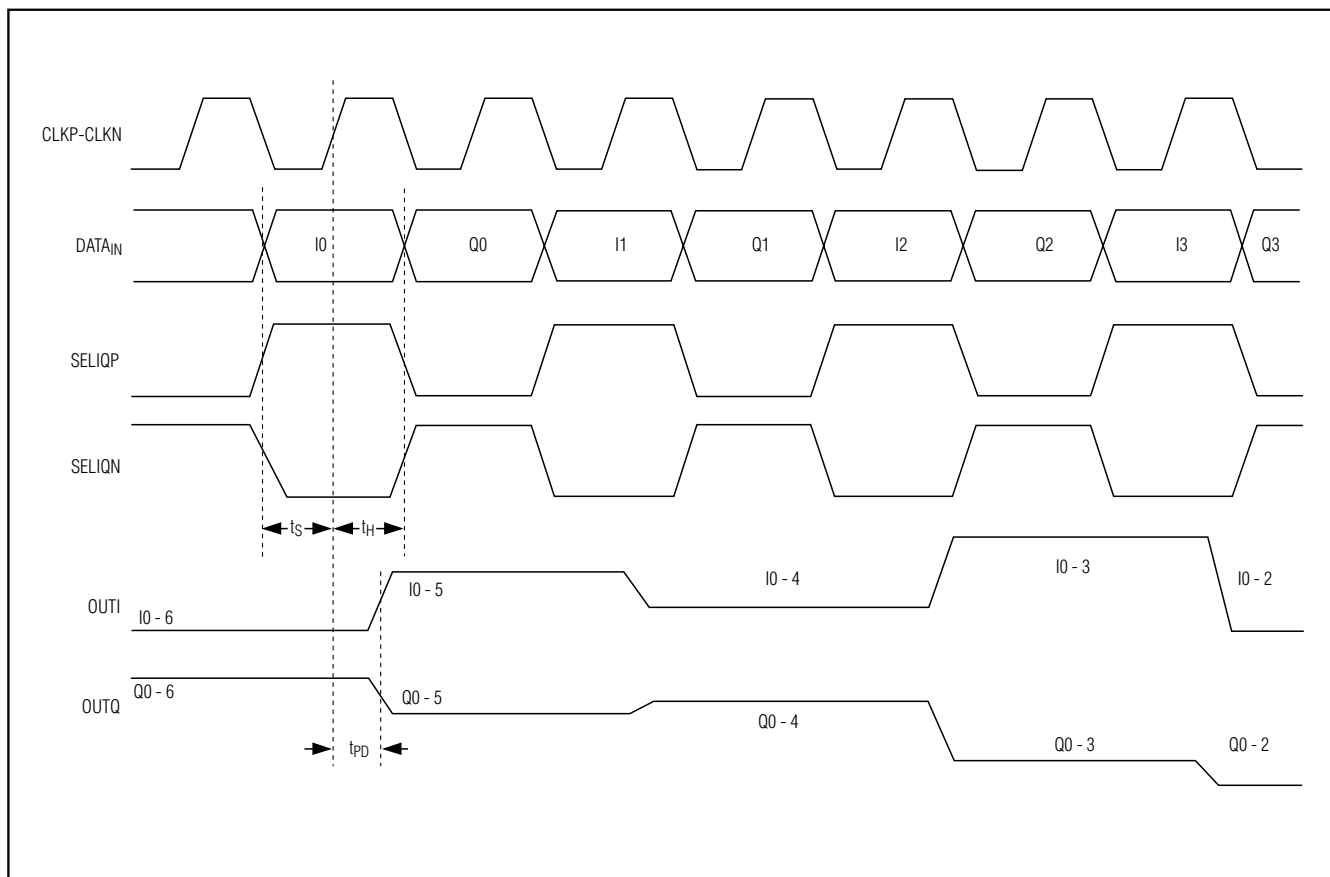 CLKP-CLKN
DATAIN I0 Q0 I1 Q1 I2 Q2 I3 Q3
SELIQP
SELIQN
tS tH
OUTI I0 - 6 I0 - 5 I0 - 4 I0 - 3 I0 - 2
OUTQ Q0 - 6 Q0 - 5 Q0 - 4 Q0 - 3 Q0 - 2
tPD